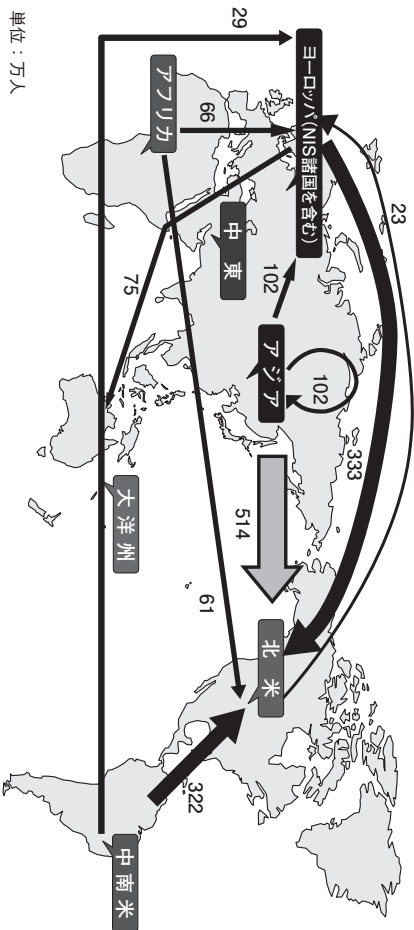 29
ヨーロッパ(NIS諸国を含む)
23
アフリカ
66
中東
75
102
アジア
102
333
514
61
大洋州
北米
322
中南米
単位：万人